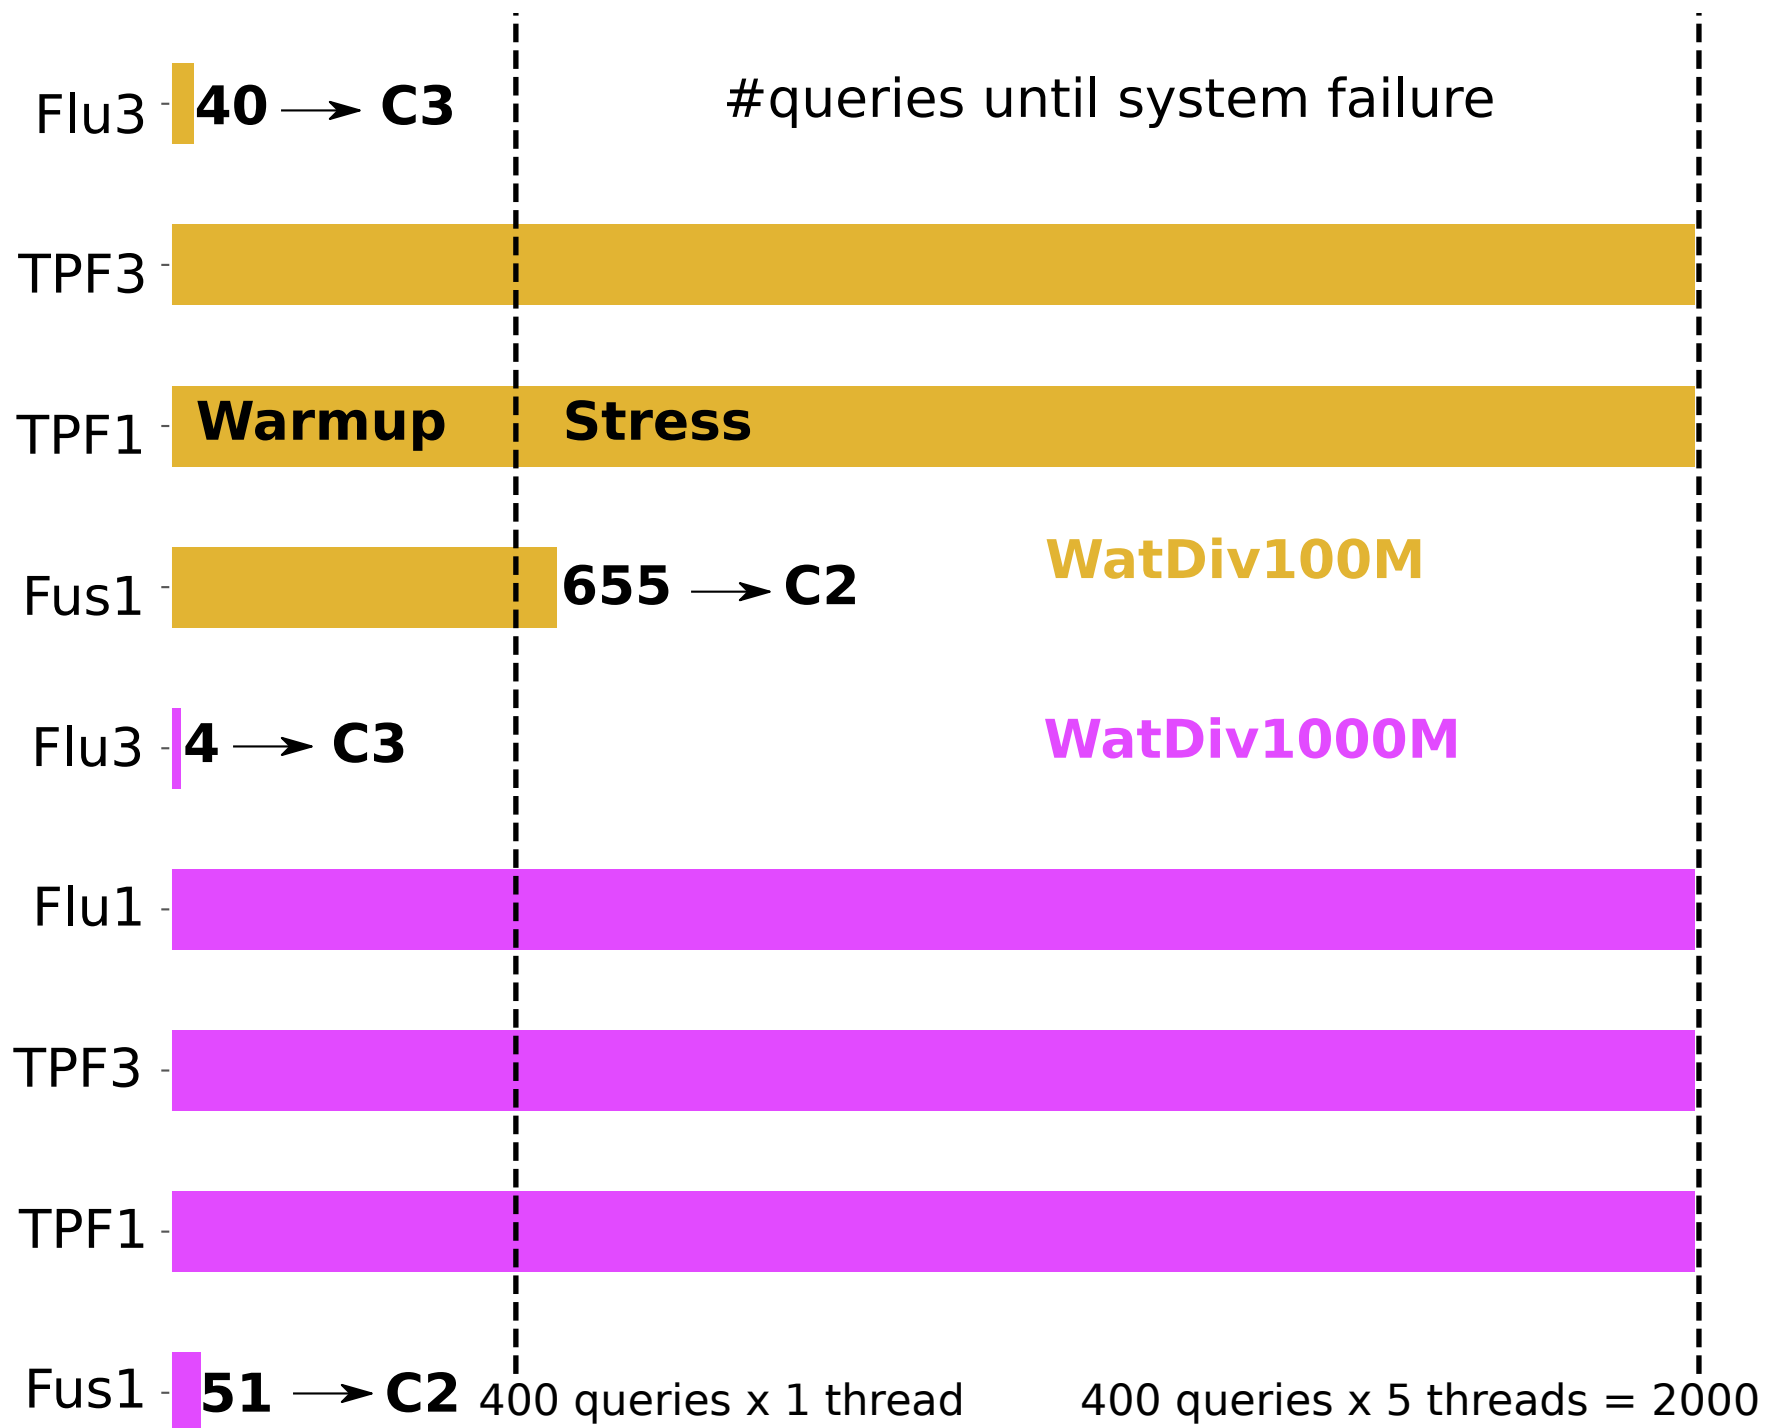 Flu3 40 C3 #queries until system failure
TPF3
TPF1 Warmup Stress
Fus1 655 C2 WatDiv100M
Flu3 4 C3 WatDiv1000M
Flu1
TPF3
TPF1
Fus1 51 C2 400 queries x 1 thread 400 queries x 5 threads = 2000